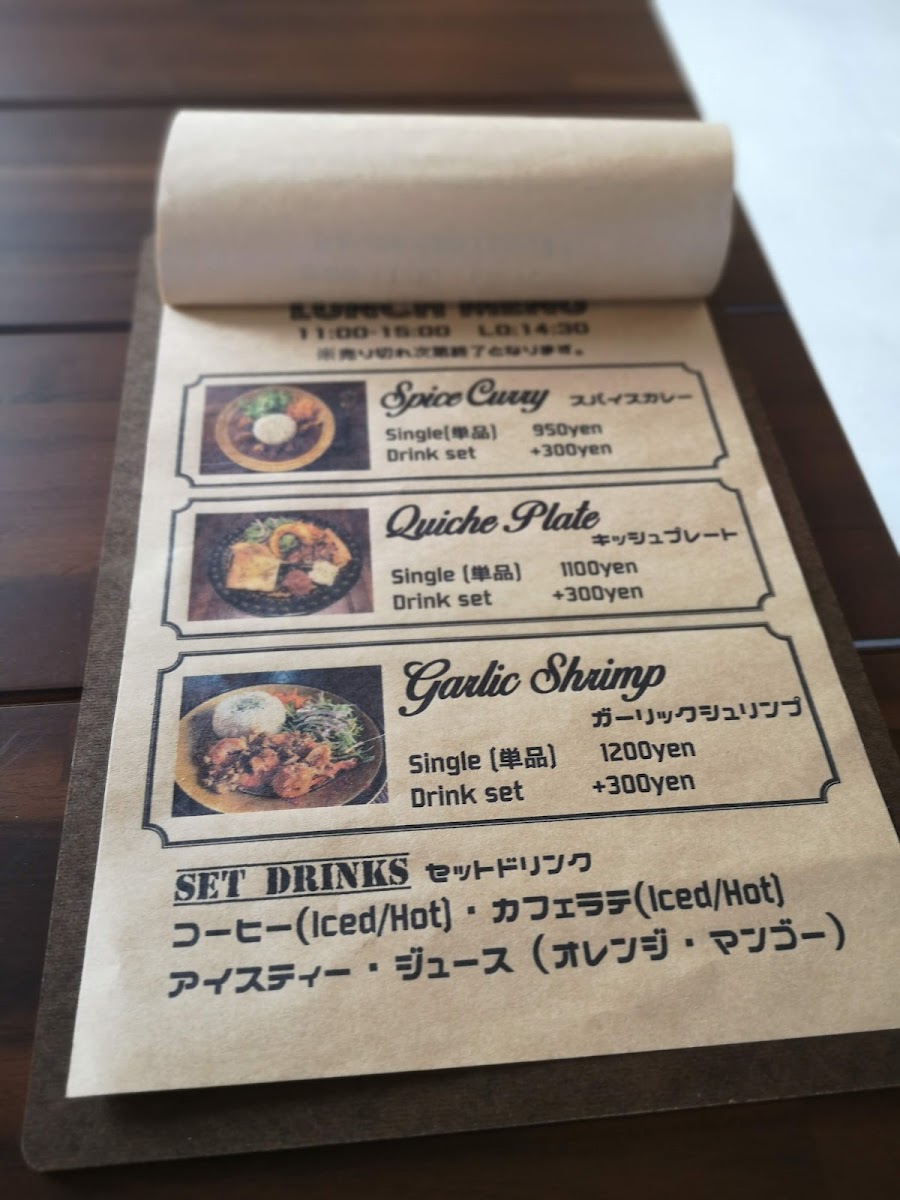 LUNCH MENU
11:00-15:00 L.O:14:30
※売り切れ次第終了となります。
Spice Curry スパイスカレー
Single(単品) 950yen
Drink set +300yen
Quiche Plate
キッシュプレート
Single (単品) 1100yen
Drink set +300yen
Garlic Shrimp
ガーリックシュリンプ
Single (単品) 1200yen
Drink set +300yen
SET DRINKS セットドリンク
コーヒー(Iced/Hot)・カフェラテ(Iced/Hot)
アイスティー・ジュース（オレンジ・マンゴー）